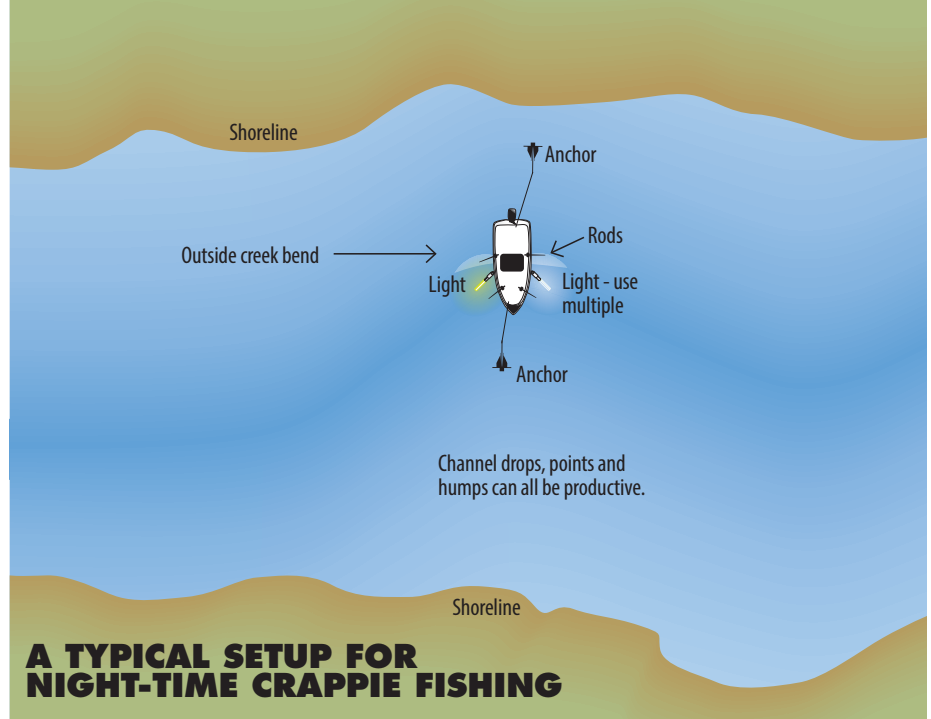 Shoreline
Anchor
Rods
Outside creek bend
Light
Light - use
multiple
Anchor
Channel drops, points and
humps can all be productive.
Shoreline
A TYPICAL SETUP FOR
NIGHT-TIME CRAPPIE FISHING